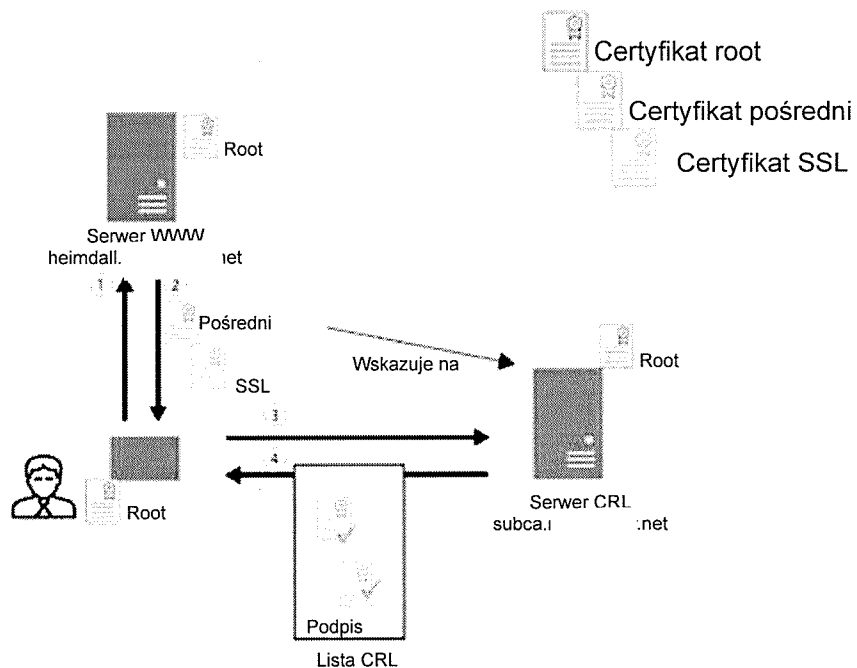 Certyfikat root
Certyfikat pośredni
Certyfikat SSL
Root
Serwer WWW
heimdall. net
1
2
Pośredni
SSL
Wskazuje na
Root
3
4
Root
Serwer CRL
subca. .net
Podpis
Lista CRL